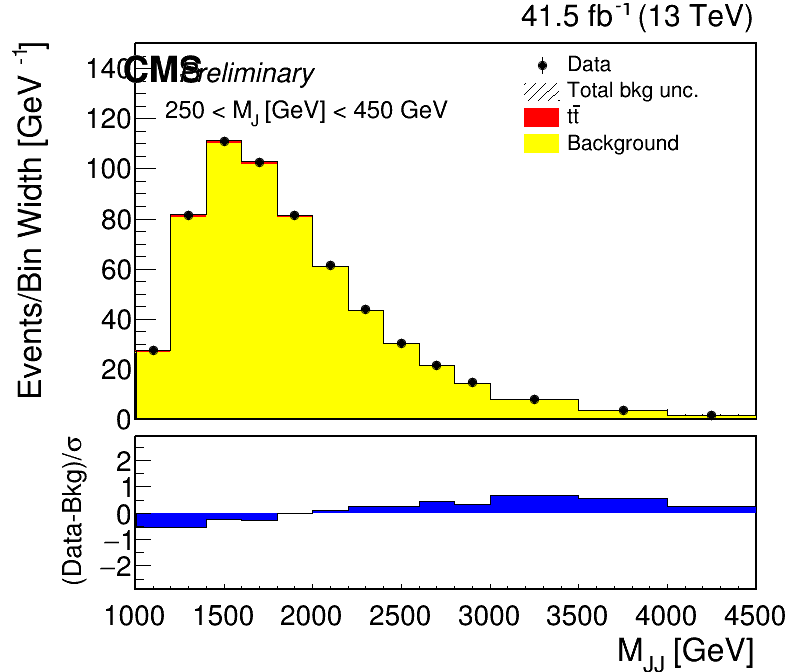 41.5 fb⁻¹ (13 TeV)
CMS Preliminary
250 < M_J [GeV] < 450 GeV
Data
Total bkg unc.
tt̄
Background
Events/Bin Width [GeV⁻¹]
140
120
100
80
60
40
20
0
(Data-Bkg)/σ
2
1
0
−1
−2
1000 1500 2000 2500 3000 3500 4000 4500
M_JJ [GeV]